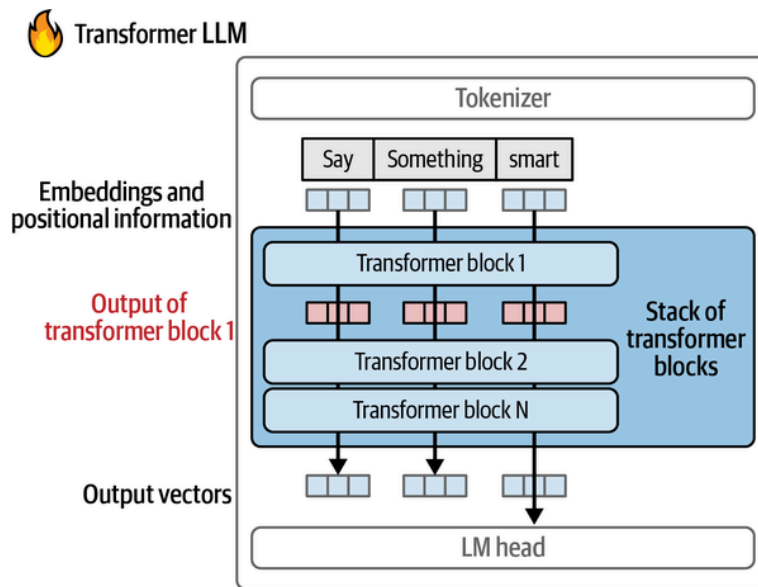 Transformer LLM
Tokenizer
Say Something smart
Embeddings and
positional information
Transformer block 1
Output of
transformer block 1
Stack of
transformer
blocks
Transformer block 2
Transformer block N
Output vectors
LM head